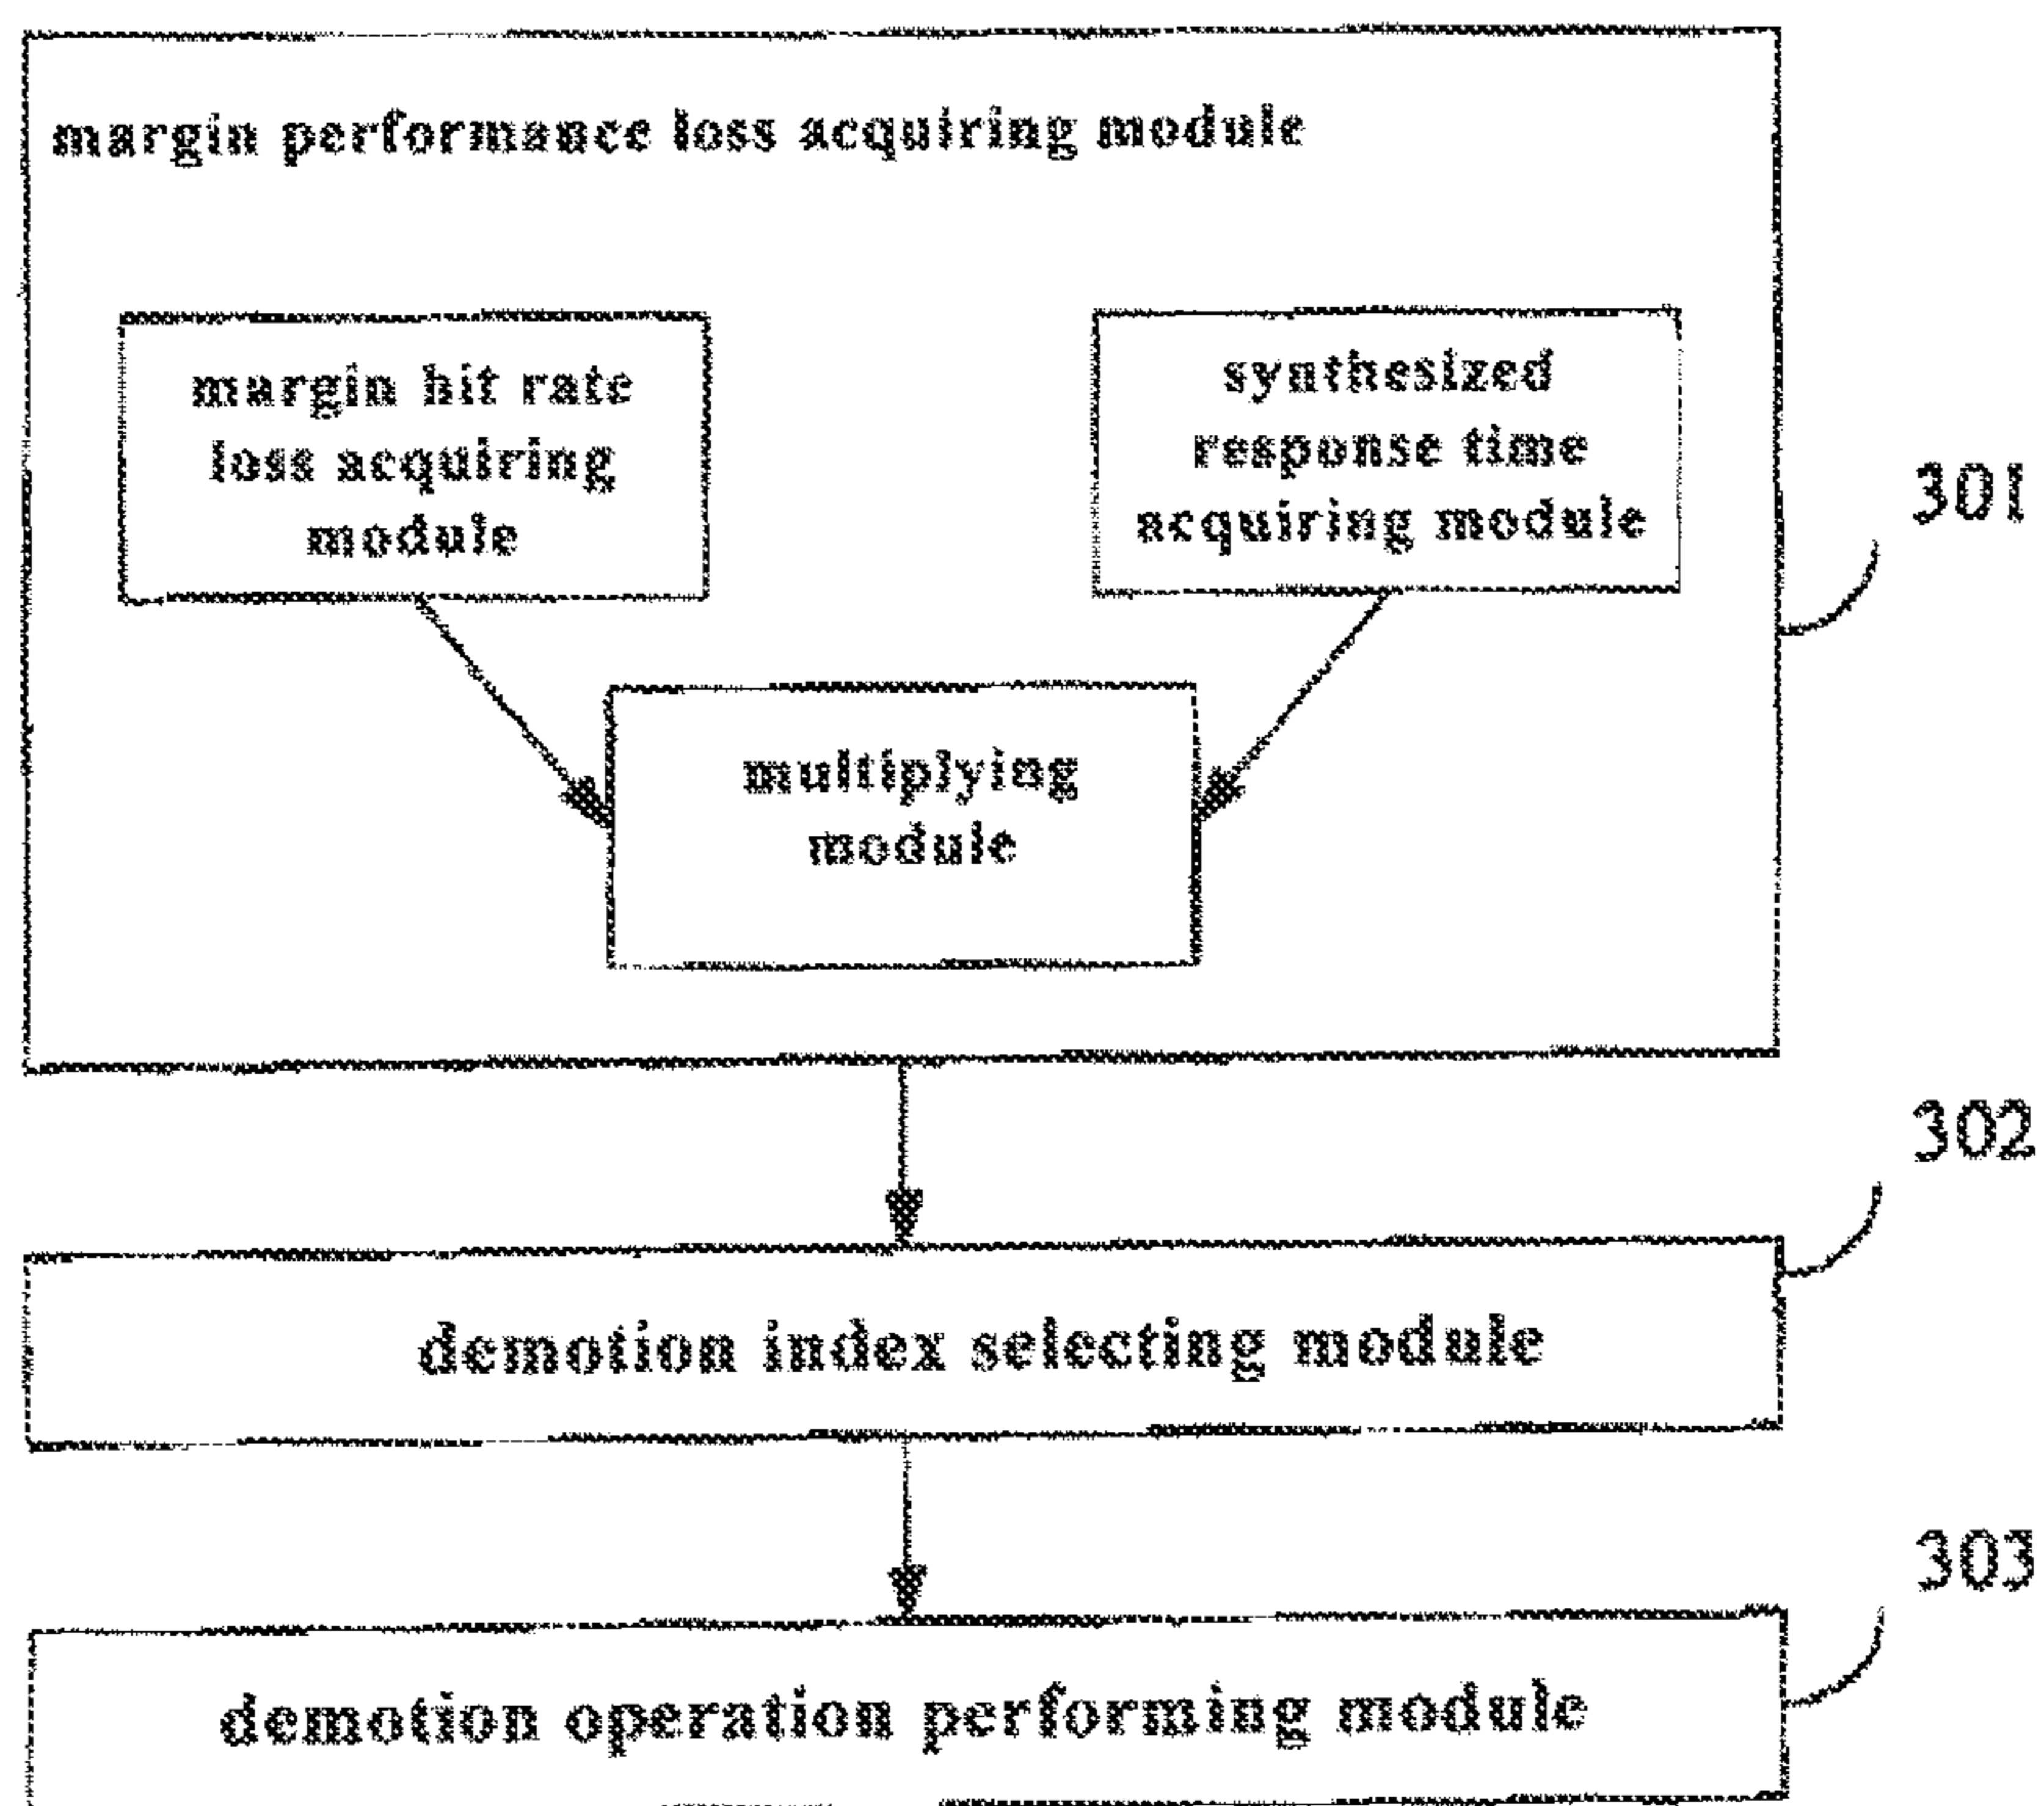 margin performance loss acquiring module
margin hit rate
loss acquiring
module
synthesized
response time
acquiring module
301
multiplying
module
302
demotion index selecting module
303
demotion operation performing module